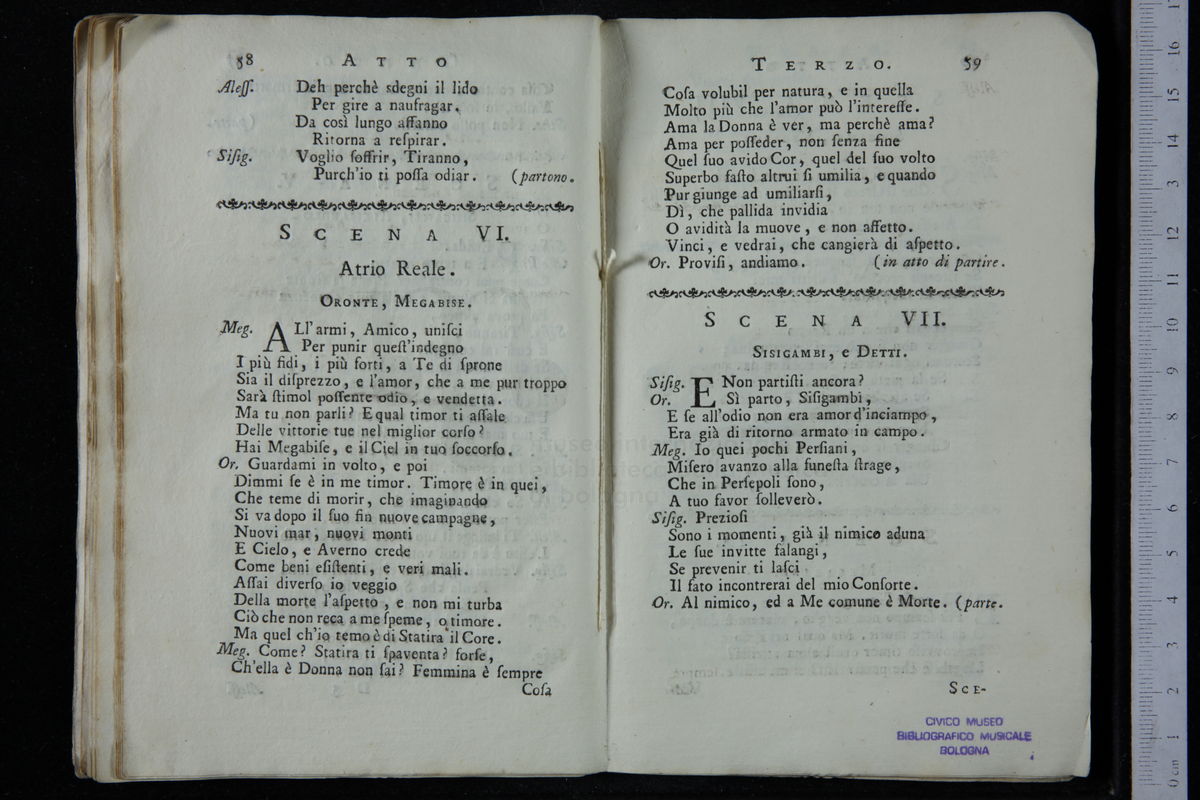 58 ATTO
Aleſſ. Deh perchè sdegni il lido
Per gire a naufragar,
Da così lungo affanno
Ritorna a reſpirar.
Siſig. Voglio ſoffrir, Tiranno,
Purch'io ti poſſa odiar. (partono.
SCENA VI.
Atrio Reale.
ORONTE, MEGABISE.
Meg. ALl'armi, Amico, uniſci
Per punir queſt'indegno
I più fidi, i più forti, a Te di ſprone
Sia il diſprezzo, e l'amor, che a me pur troppo
Sarà ſtimol poſſente odio, e vendetta.
Ma tu non parli? E qual timor ti aſſale
Delle vittorie tue nel miglior corſo?
Hai Megabiſe, e il Ciel in tuo ſoccorſo.
Or. Guardami in volto, e poi
Dimmi ſe è in me timor. Timore è in quei,
Che teme di morir, che imaginando
Si va dopo il ſuo fin nuove campagne,
Nuovi mar, nuovi monti
E Cielo, e Averno crede
Come beni eſiſtenti, e veri mali.
Aſſai diverſo io veggio
Della morte l'aſpetto, e non mi turba
Ciò che non reca a me ſpeme, o timore.
Ma quel ch'io temo è di Statira il Core.
Meg. Come? Statira ti ſpaventa? forſe,
Ch'ella è Donna non ſai? Femmina è ſempre
Coſa
TERZO. 59
Coſa volubil per natura, e in quella
Molto più che l'amor può l'intereſſe.
Ama la Donna è ver, ma perchè ama?
Ama per poſſeder, non ſenza fine
Quel ſuo avido Cor, quel del ſuo volto
Superbo faſto altrui ſi umilia, e quando
Pur giunge ad umiliarſi,
Dì, che pallida invidia
O avidità la muove, e non affetto.
Vinci, e vedrai, che cangierà di aſpetto.
Or. Proviſi, andiamo. (in atto di partire.
SCENA VII.
SISIGAMBI, e DETTI.
Siſig. E Non partiſti ancora?
Or. Sì parto, Siſigambi,
E ſe all'odio non era amor d'inciampo,
Era già di ritorno armato in campo.
Meg. Io quei pochi Perſiani,
Miſero avanzo alla funeſta ſtrage,
Che in Perſepoli ſono,
A tuo favor ſolleverò.
Siſig. Prezioſi
Sono i momenti, già il nimico aduna
Le ſue invitte falangi,
Se prevenir ti laſci
Il fato incontrerai del mio Conſorte.
Or. Al nimico, ed a Me comune è Morte. (parte.
SCE-
CIVICO MUSEO
BIBLIOGRAFICO MUSICALE
BOLOGNA